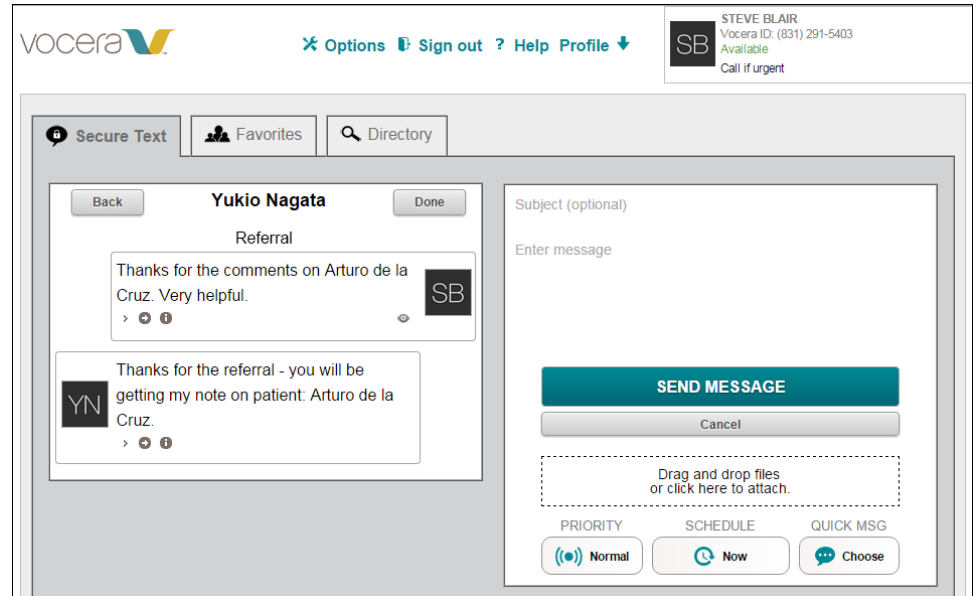 vocera
Options Sign out ? Help Profile
SB
STEVE BLAIR
Vocera ID: (831) 291-5403
Available
Call if urgent
Secure Text
Favorites
Directory
Back
Yukio Nagata
Done
Referral
Thanks for the comments on Arturo de la
Cruz. Very helpful.
SB
YN
Thanks for the referral - you will be
getting my note on patient: Arturo de la
Cruz.
Subject (optional)
Enter message
SEND MESSAGE
Cancel
Drag and drop files
or click here to attach.
PRIORITY SCHEDULE QUICK MSG
Normal Now Choose